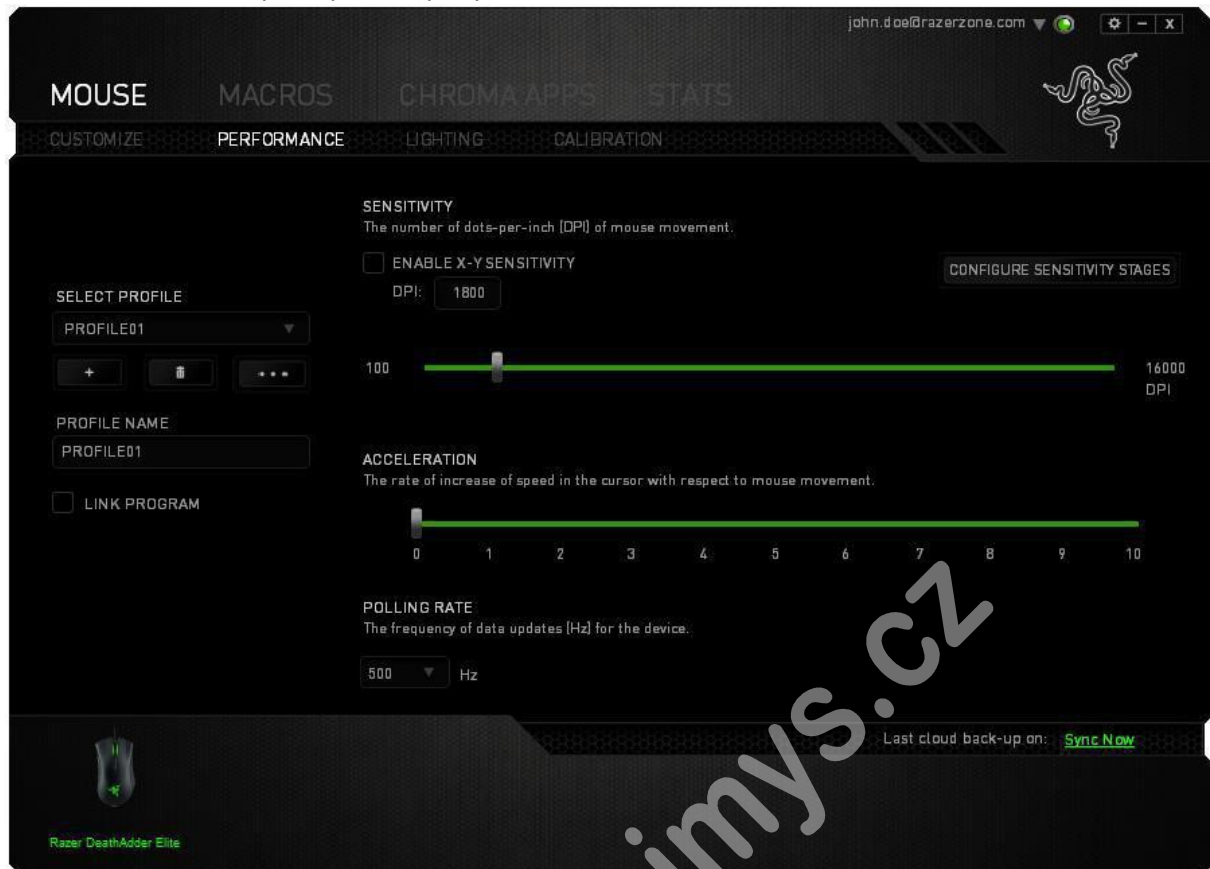 john.doe@razerzone.com
MOUSE MACROS CHROMA APPS STATS
CUSTOMIZE PERFORMANCE LIGHTING CALIBRATION
SELECT PROFILE
PROFILE01
PROFILE NAME
PROFILE01
LINK PROGRAM
SENSITIVITY
The number of dots-per-inch (DPI) of mouse movement.
ENABLE X-Y SENSITIVITY
DPI: 1800
CONFIGURE SENSITIVITY STAGES
100
16000
DPI
ACCELERATION
The rate of increase of speed in the cursor with respect to mouse movement.
0 1 2 3 4 5 6 7 8 9 10
POLLING RATE
The frequency of data updates (Hz) for the device.
500 Hz
Last cloud back-up on: Sync Now
Razer DeathAdder Elite
imys.cz